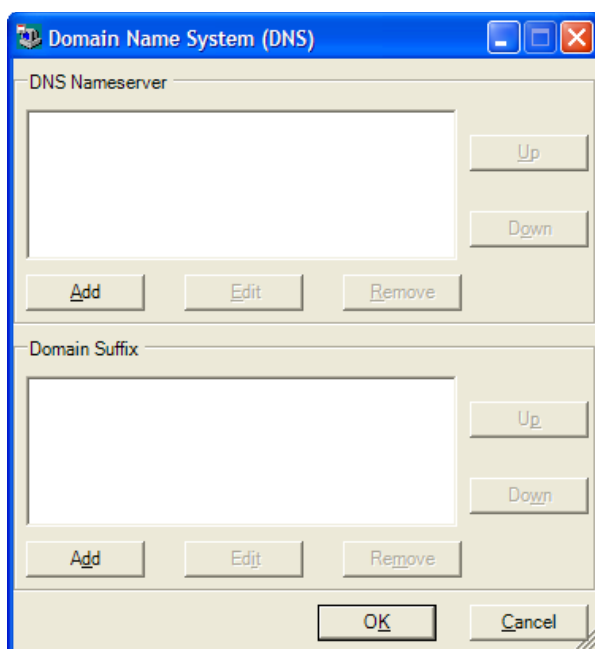 Domain Name System (DNS)
DNS Nameserver
Up
Down
Add
Edit
Remove
Domain Suffix
Up
Down
Add
Edit
Remove
OK
Cancel